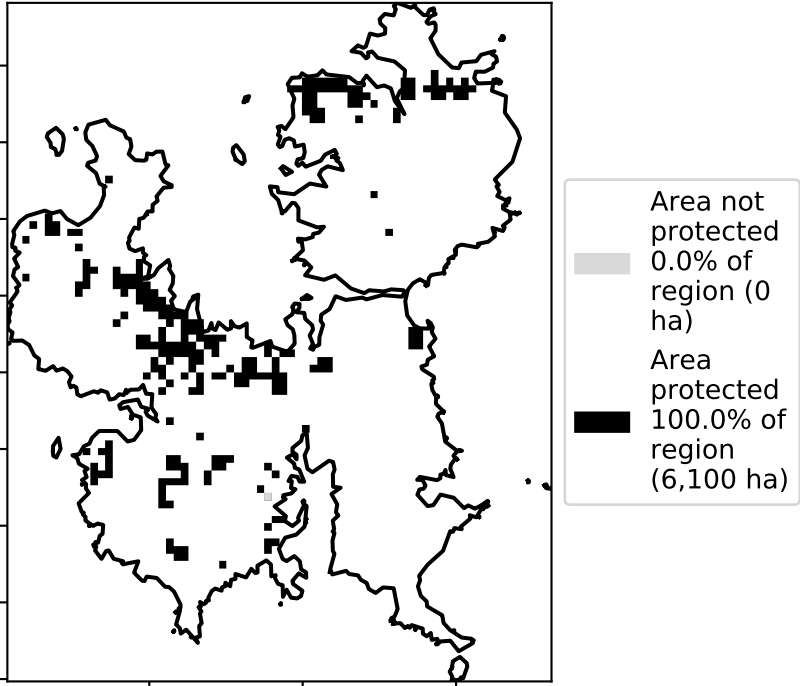 Area not
protected
0.0% of
region (0
ha)
Area
protected
100.0% of
region
(6,100 ha)